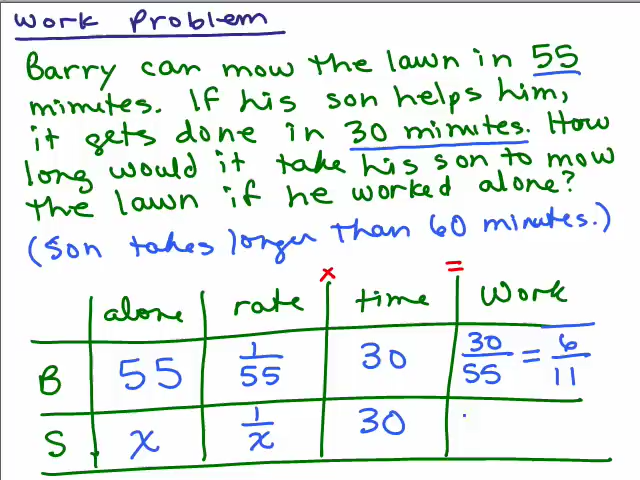 Work Problem
Barry can mow the lawn in 55
minutes. If his son helps him,
it gets done in 30 minutes. How
long would it take his son to mow
the lawn if he worked alone?
(Son takes longer than 60 minutes.)
× =
alone rate time Work
B 55 1/55 30 30/55 = 6/11
S x 1/x 30